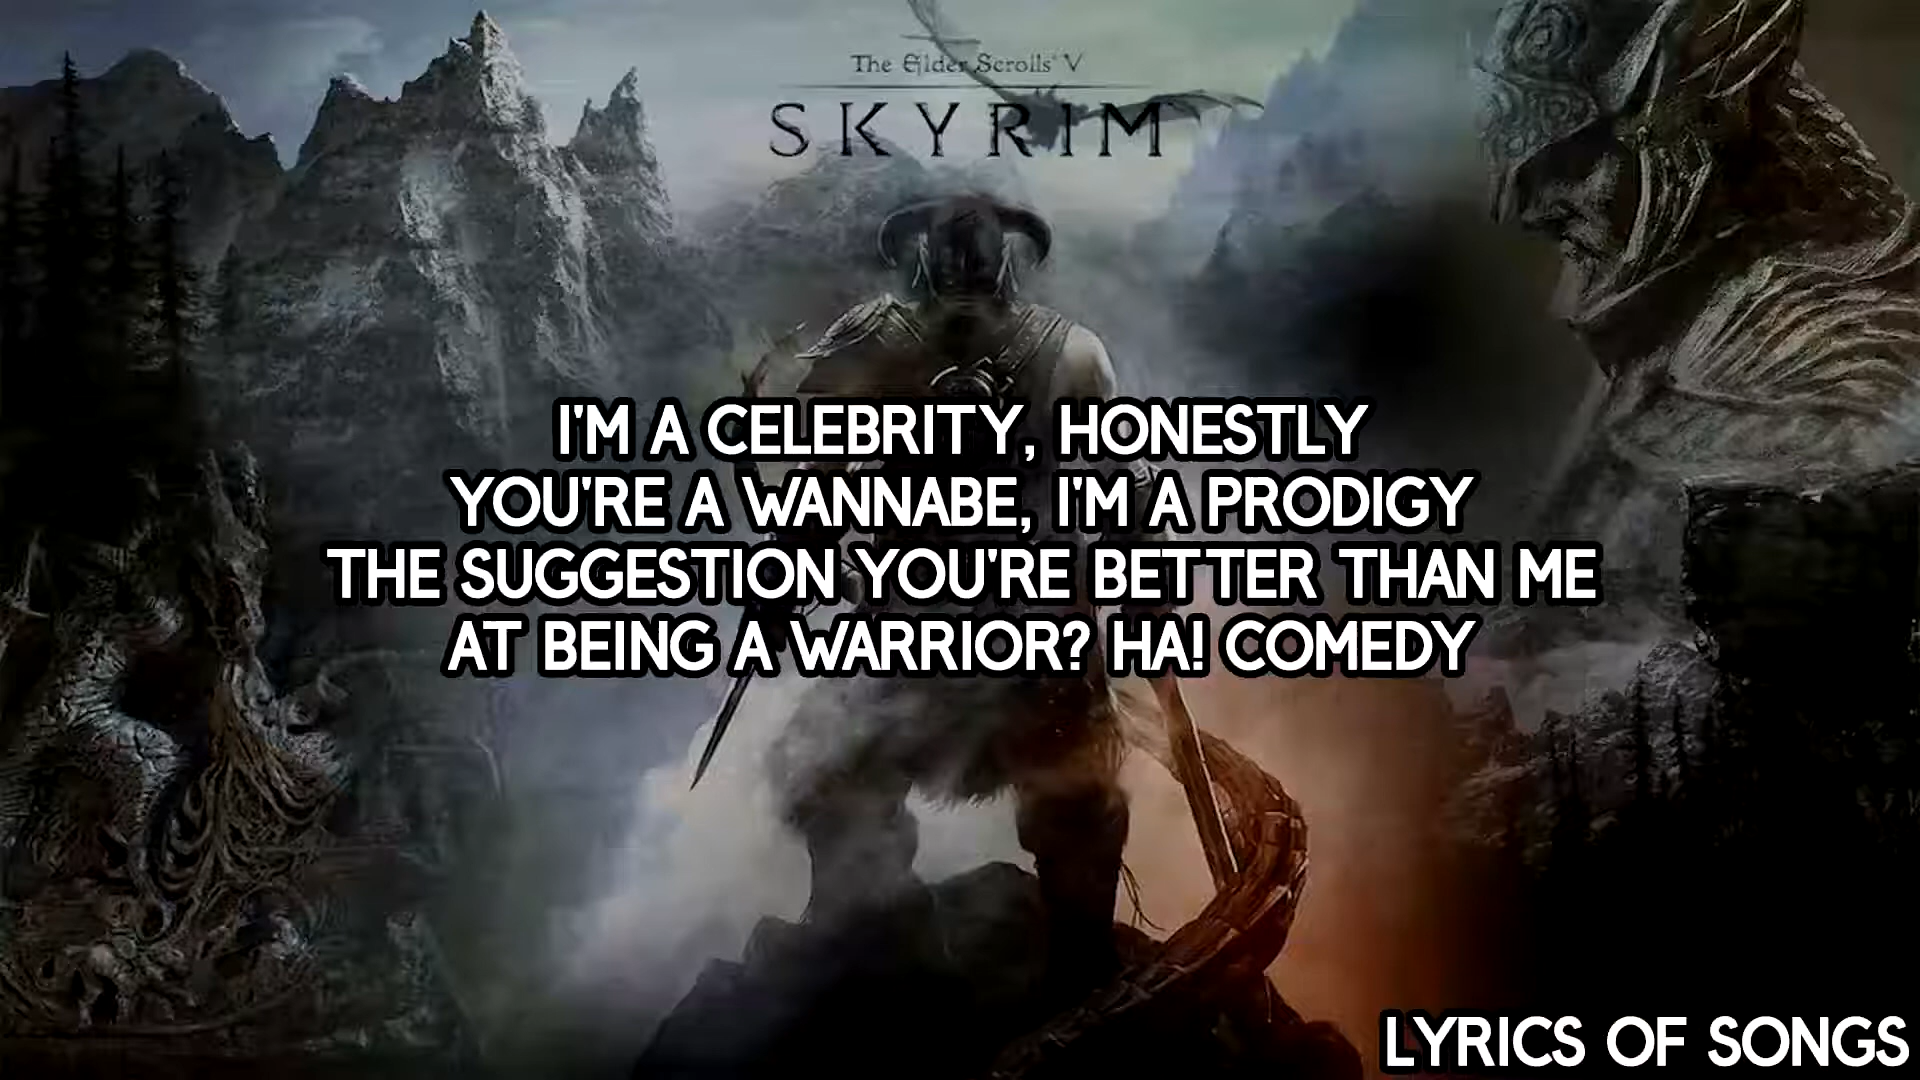 The Elder Scrolls V
SKYRIM
I'M A CELEBRITY, HONESTLY
YOU'RE A WANNABE, I'M A PRODIGY
THE SUGGESTION YOU'RE BETTER THAN ME
AT BEING A WARRIOR? HA! COMEDY
LYRICS OF SONGS